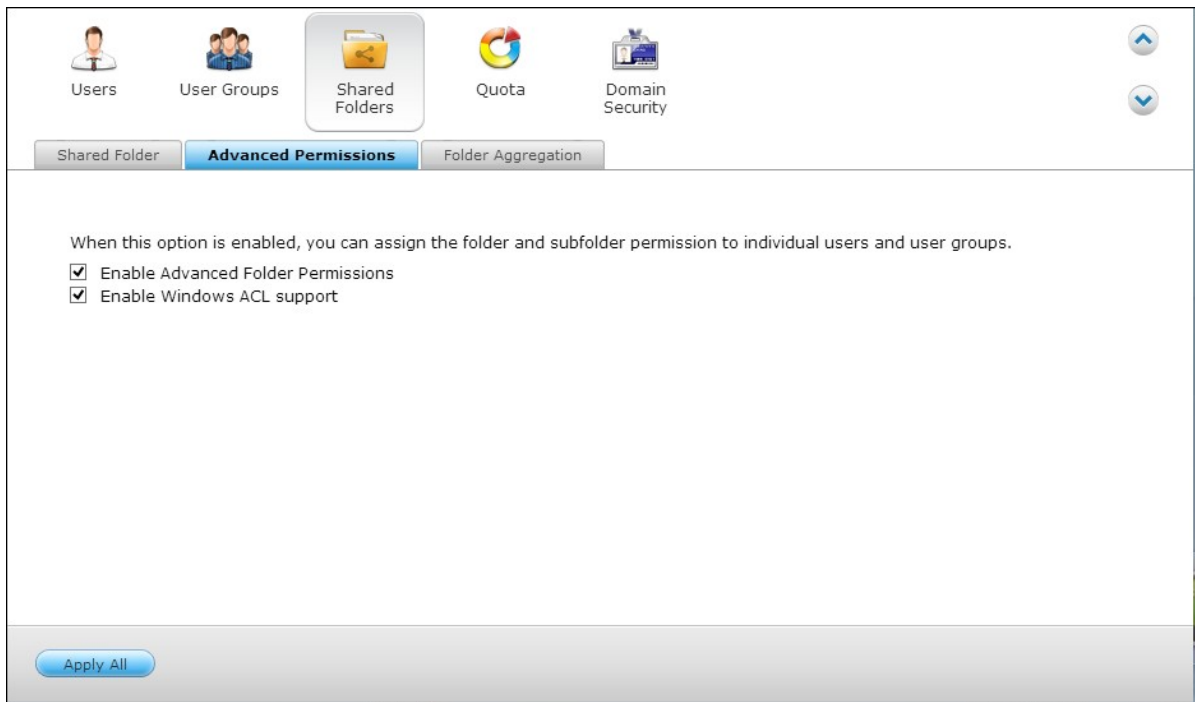 Users
User Groups
Shared
Folders
Quota
Domain
Security
Shared Folder
Advanced Permissions
Folder Aggregation
When this option is enabled, you can assign the folder and subfolder permission to individual users and user groups.
Enable Advanced Folder Permissions
Enable Windows ACL support
Apply All